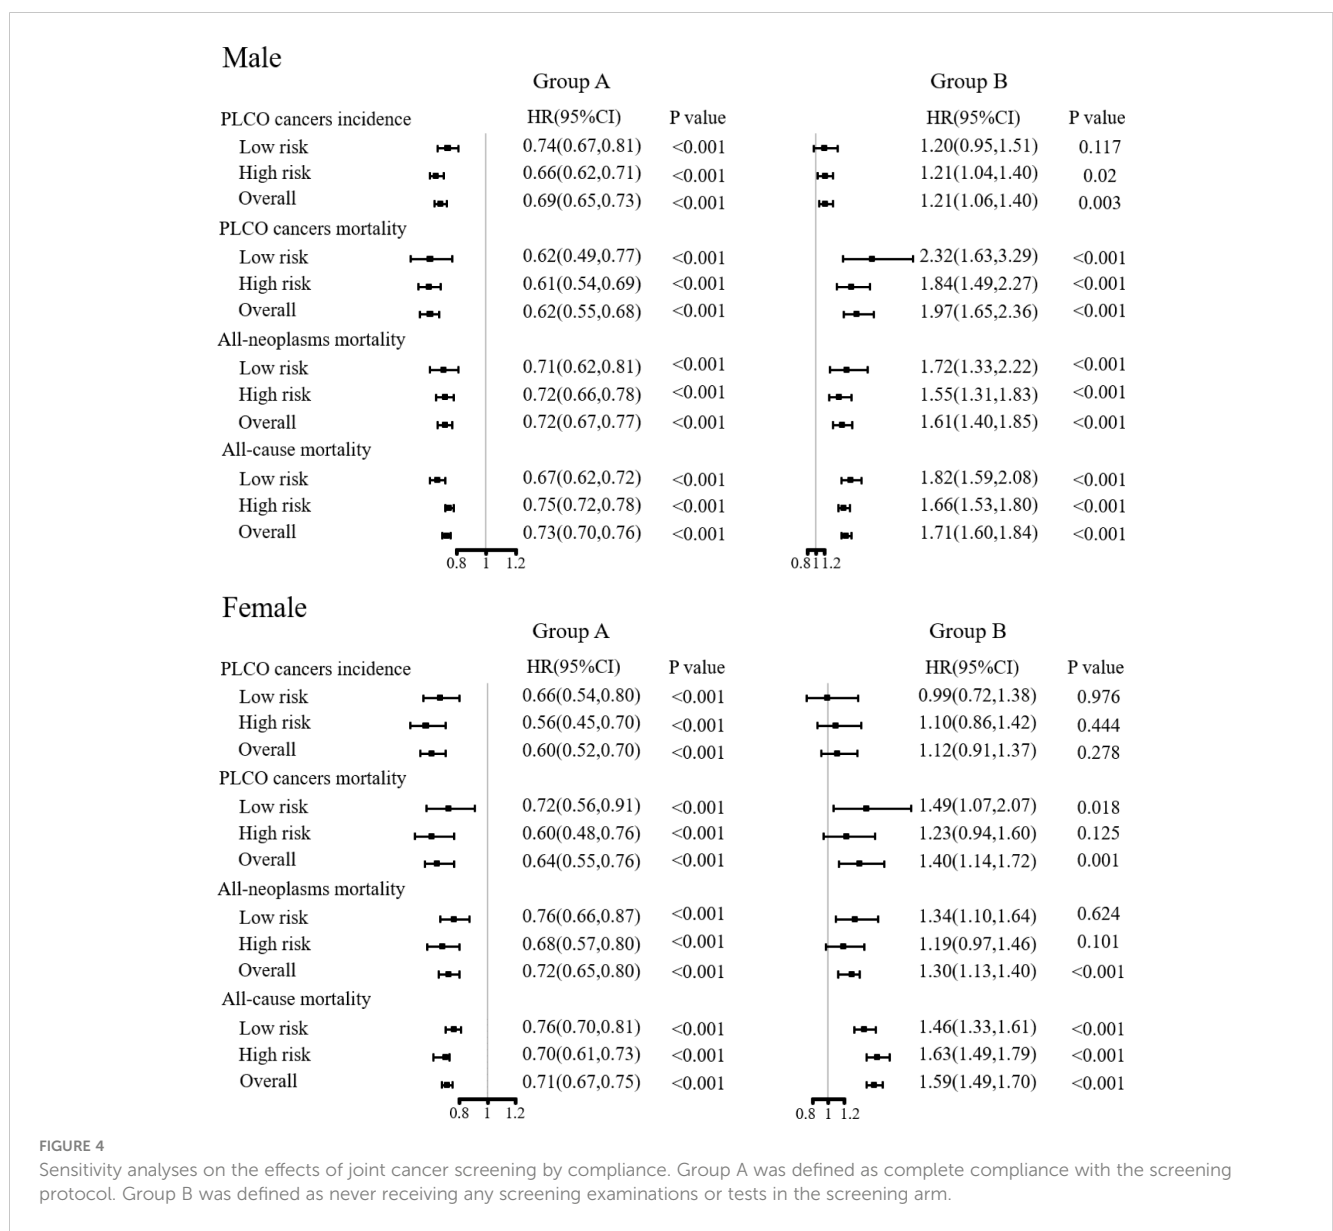 Male
Group A Group B
PLCO cancers incidence HR(95%CI) P value HR(95%CI) P value
Low risk 0.74(0.67,0.81) <0.001 1.20(0.95,1.51) 0.117
High risk 0.66(0.62,0.71) <0.001 1.21(1.04,1.40) 0.02
Overall 0.69(0.65,0.73) <0.001 1.21(1.06,1.40) 0.003
PLCO cancers mortality
Low risk 0.62(0.49,0.77) <0.001 2.32(1.63,3.29) <0.001
High risk 0.61(0.54,0.69) <0.001 1.84(1.49,2.27) <0.001
Overall 0.62(0.55,0.68) <0.001 1.97(1.65,2.36) <0.001
All-neoplasms mortality
Low risk 0.71(0.62,0.81) <0.001 1.72(1.33,2.22) <0.001
High risk 0.72(0.66,0.78) <0.001 1.55(1.31,1.83) <0.001
Overall 0.72(0.67,0.77) <0.001 1.61(1.40,1.85) <0.001
All-cause mortality
Low risk 0.67(0.62,0.72) <0.001 1.82(1.59,2.08) <0.001
High risk 0.75(0.72,0.78) <0.001 1.66(1.53,1.80) <0.001
Overall 0.73(0.70,0.76) <0.001 1.71(1.60,1.84) <0.001
0.8 1 1.2 0.8 1 1.2
Female
Group A Group B
PLCO cancers incidence HR(95%CI) P value HR(95%CI) P value
Low risk 0.66(0.54,0.80) <0.001 0.99(0.72,1.38) 0.976
High risk 0.56(0.45,0.70) <0.001 1.10(0.86,1.42) 0.444
Overall 0.60(0.52,0.70) <0.001 1.12(0.91,1.37) 0.278
PLCO cancers mortality
Low risk 0.72(0.56,0.91) <0.001 1.49(1.07,2.07) 0.018
High risk 0.60(0.48,0.76) <0.001 1.23(0.94,1.60) 0.125
Overall 0.64(0.55,0.76) <0.001 1.40(1.14,1.72) 0.001
All-neoplasms mortality
Low risk 0.76(0.66,0.87) <0.001 1.34(1.10,1.64) 0.624
High risk 0.68(0.57,0.80) <0.001 1.19(0.97,1.46) 0.101
Overall 0.72(0.65,0.80) <0.001 1.30(1.13,1.40) <0.001
All-cause mortality
Low risk 0.76(0.70,0.81) <0.001 1.46(1.33,1.61) <0.001
High risk 0.70(0.61,0.73) <0.001 1.63(1.49,1.79) <0.001
Overall 0.71(0.67,0.75) <0.001 1.59(1.49,1.70) <0.001
0.8 1 1.2 0.8 1 1.2
FIGURE 4
Sensitivity analyses on the effects of joint cancer screening by compliance. Group A was defined as complete compliance with the screening
protocol. Group B was defined as never receiving any screening examinations or tests in the screening arm.